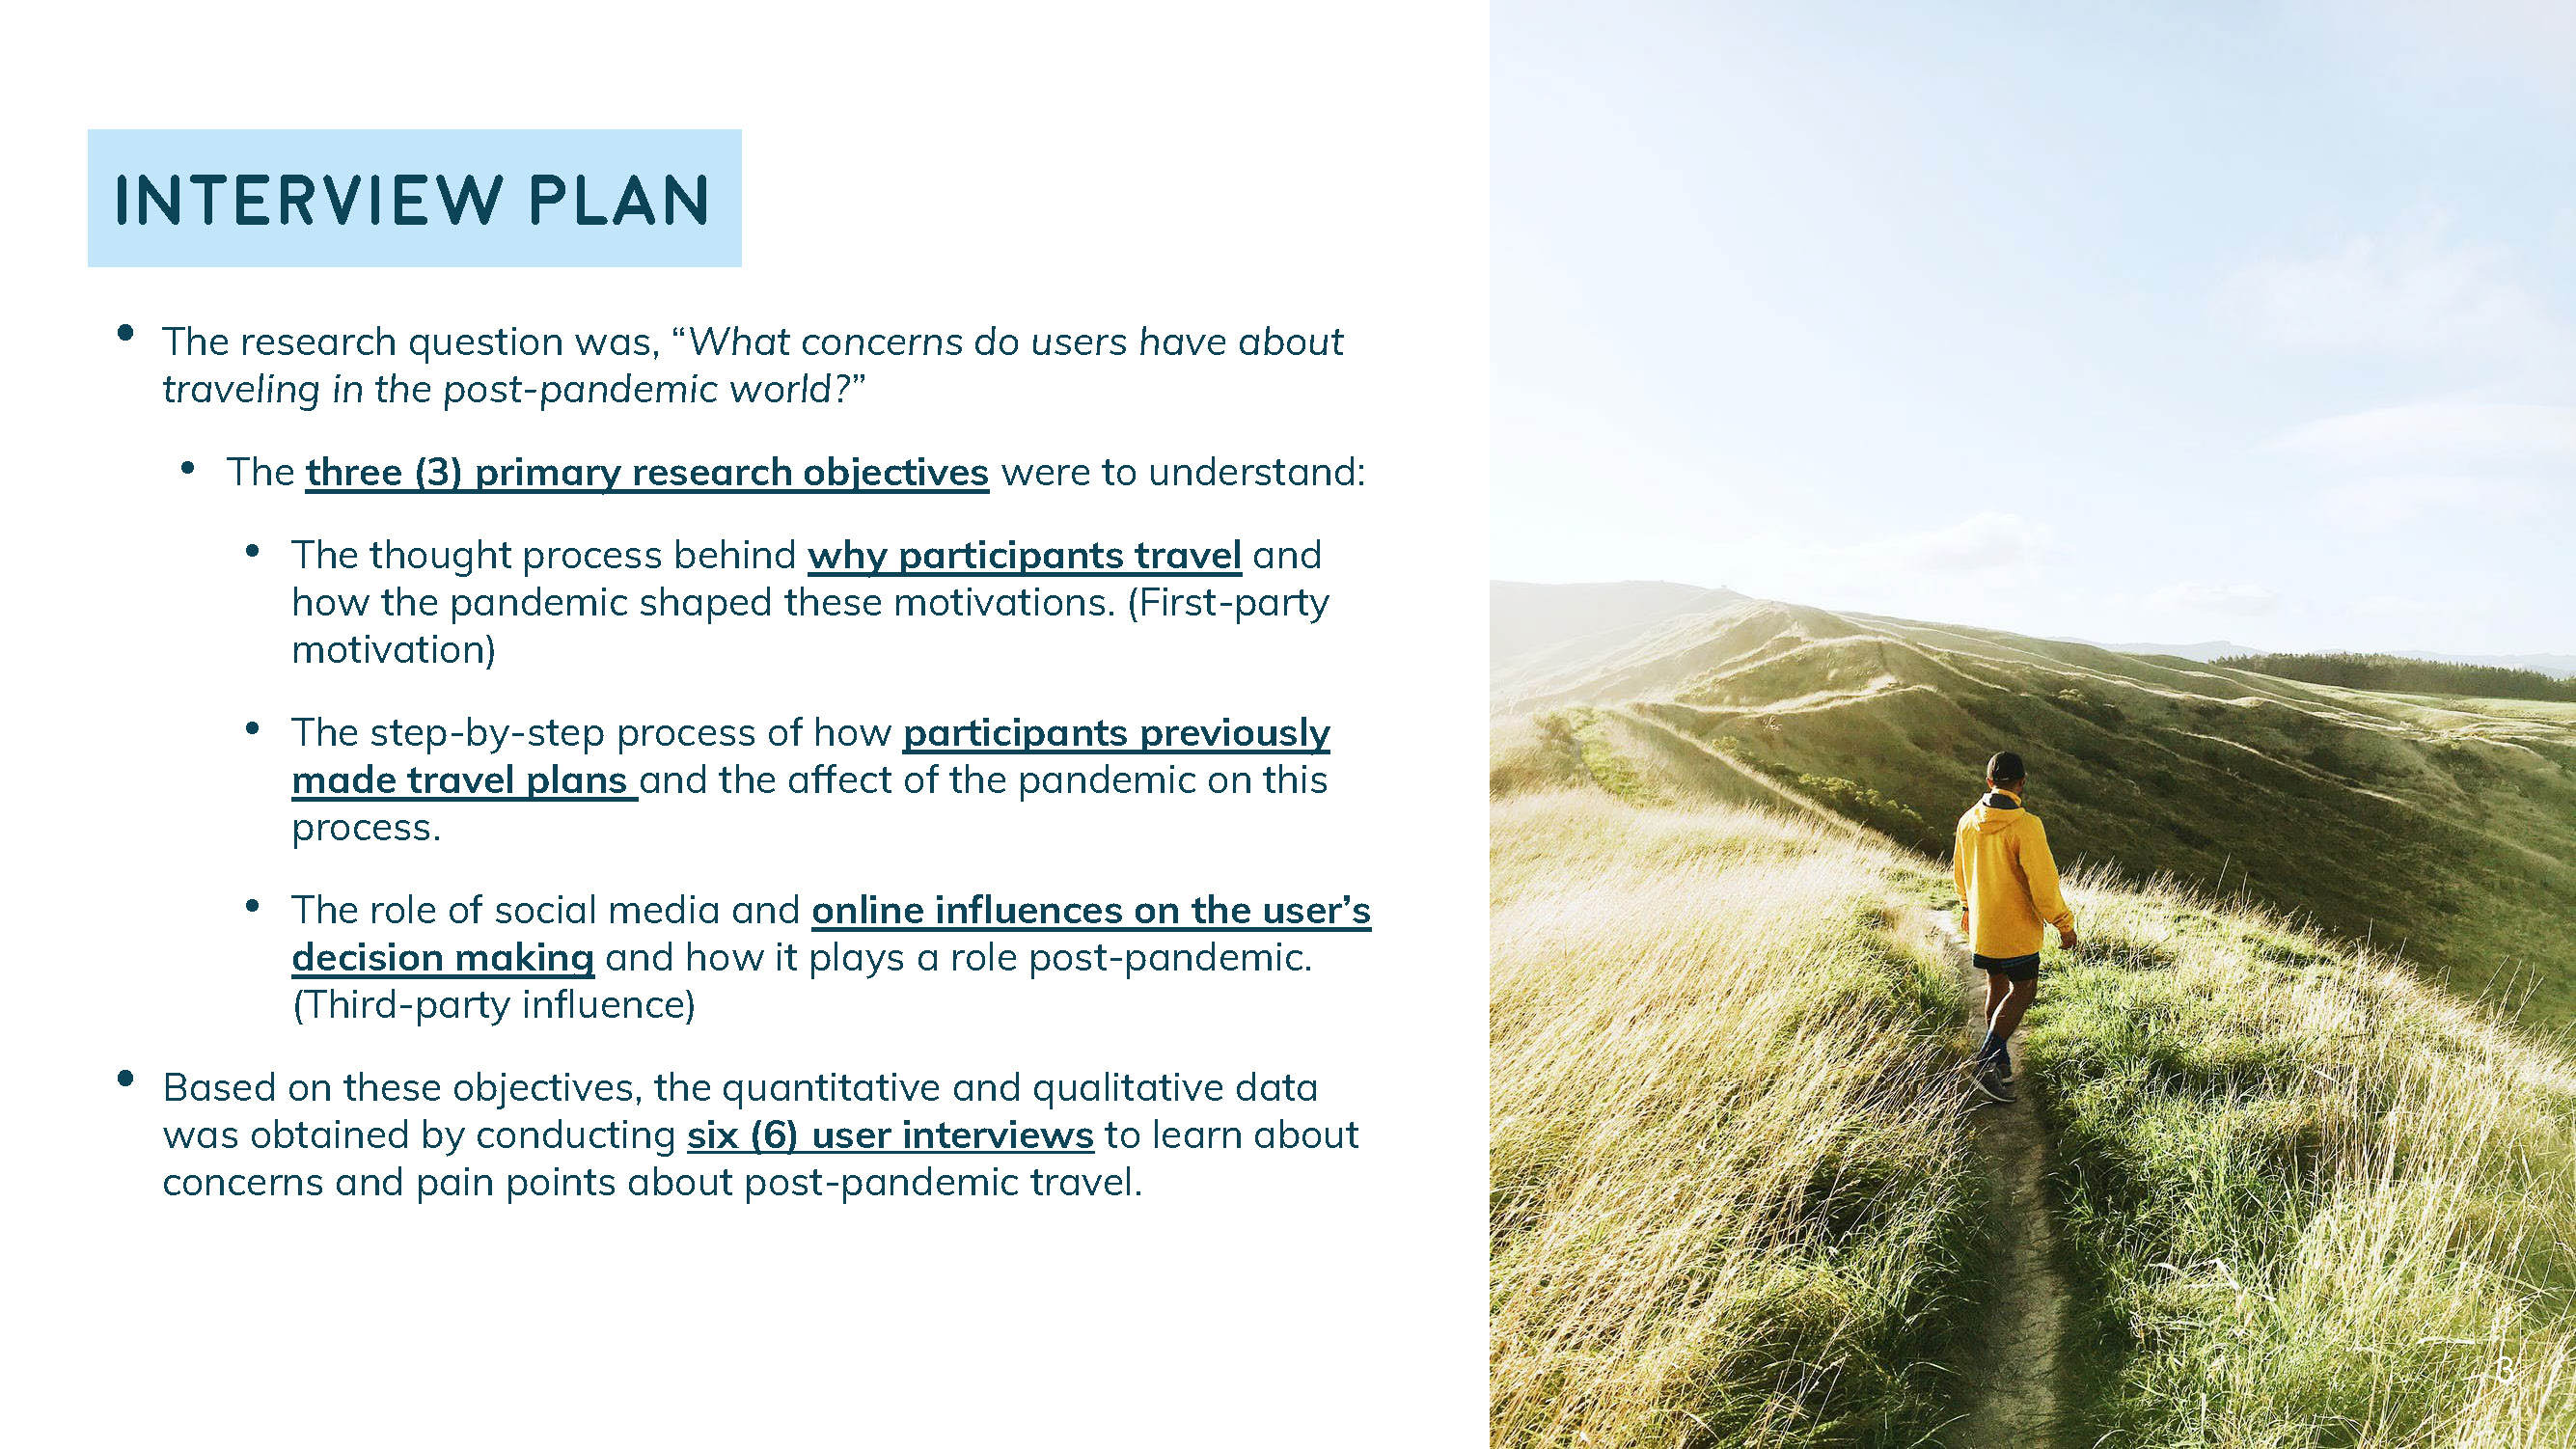 INTERVIEW PLAN
• The research question was, “What concerns do users have about
traveling in the post-pandemic world?”
• The three (3) primary research objectives were to understand:
• The thought process behind why participants travel and
how the pandemic shaped these motivations. (First-party
motivation)
• The step-by-step process of how participants previously
made travel plans and the affect of the pandemic on this
process.
• The role of social media and online influences on the user’s
decision making and how it plays a role post-pandemic.
(Third-party influence)
• Based on these objectives, the quantitative and qualitative data
was obtained by conducting six (6) user interviews to learn about
concerns and pain points about post-pandemic travel.
3